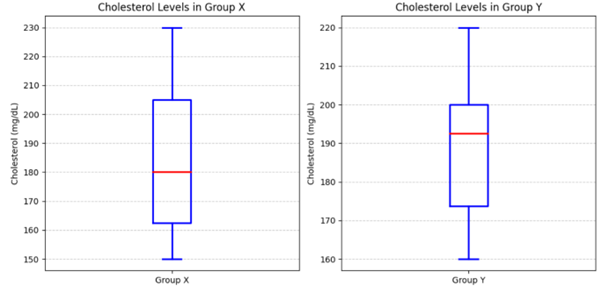 Cholesterol Levels in Group X
230
220
210
200
190
180
170
160
150
Cholesterol (mg/dL)
Group X
Cholesterol Levels in Group Y
220
210
200
190
180
170
160
Cholesterol (mg/dL)
Group Y